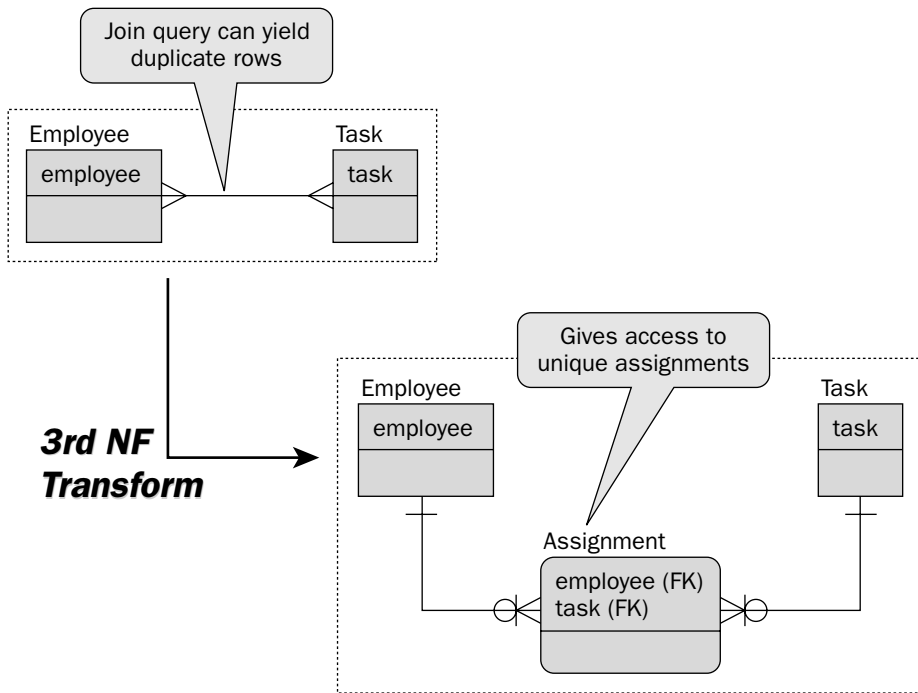 Join query can yield
duplicate rows
Employee
Task
employee
task
3rd NF
Transform
Gives access to
unique assignments
Employee
Task
employee
task
Assignment
employee (FK)
task (FK)